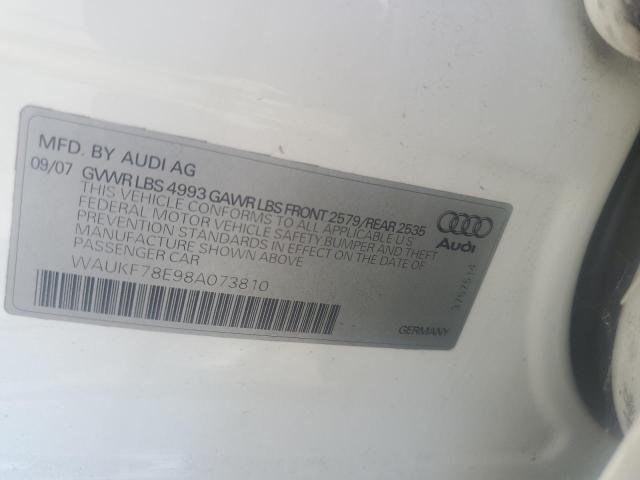 MFD. BY AUDI AG
09/07 GVWR LBS 4993 GAWR LBS FRONT 2579/REAR 2535
THIS VEHICLE CONFORMS TO ALL APPLICABLE U S
FEDERAL MOTOR VEHICLE SAFETY,BUMPER AND THEFT
PREVENTION STANDARDS IN EFFECT ON THE DATE OF
MANUFACTURE SHOWN ABOVE
PASSENGER CAR
WAUKF78E98A073810
Audi
GERMANY